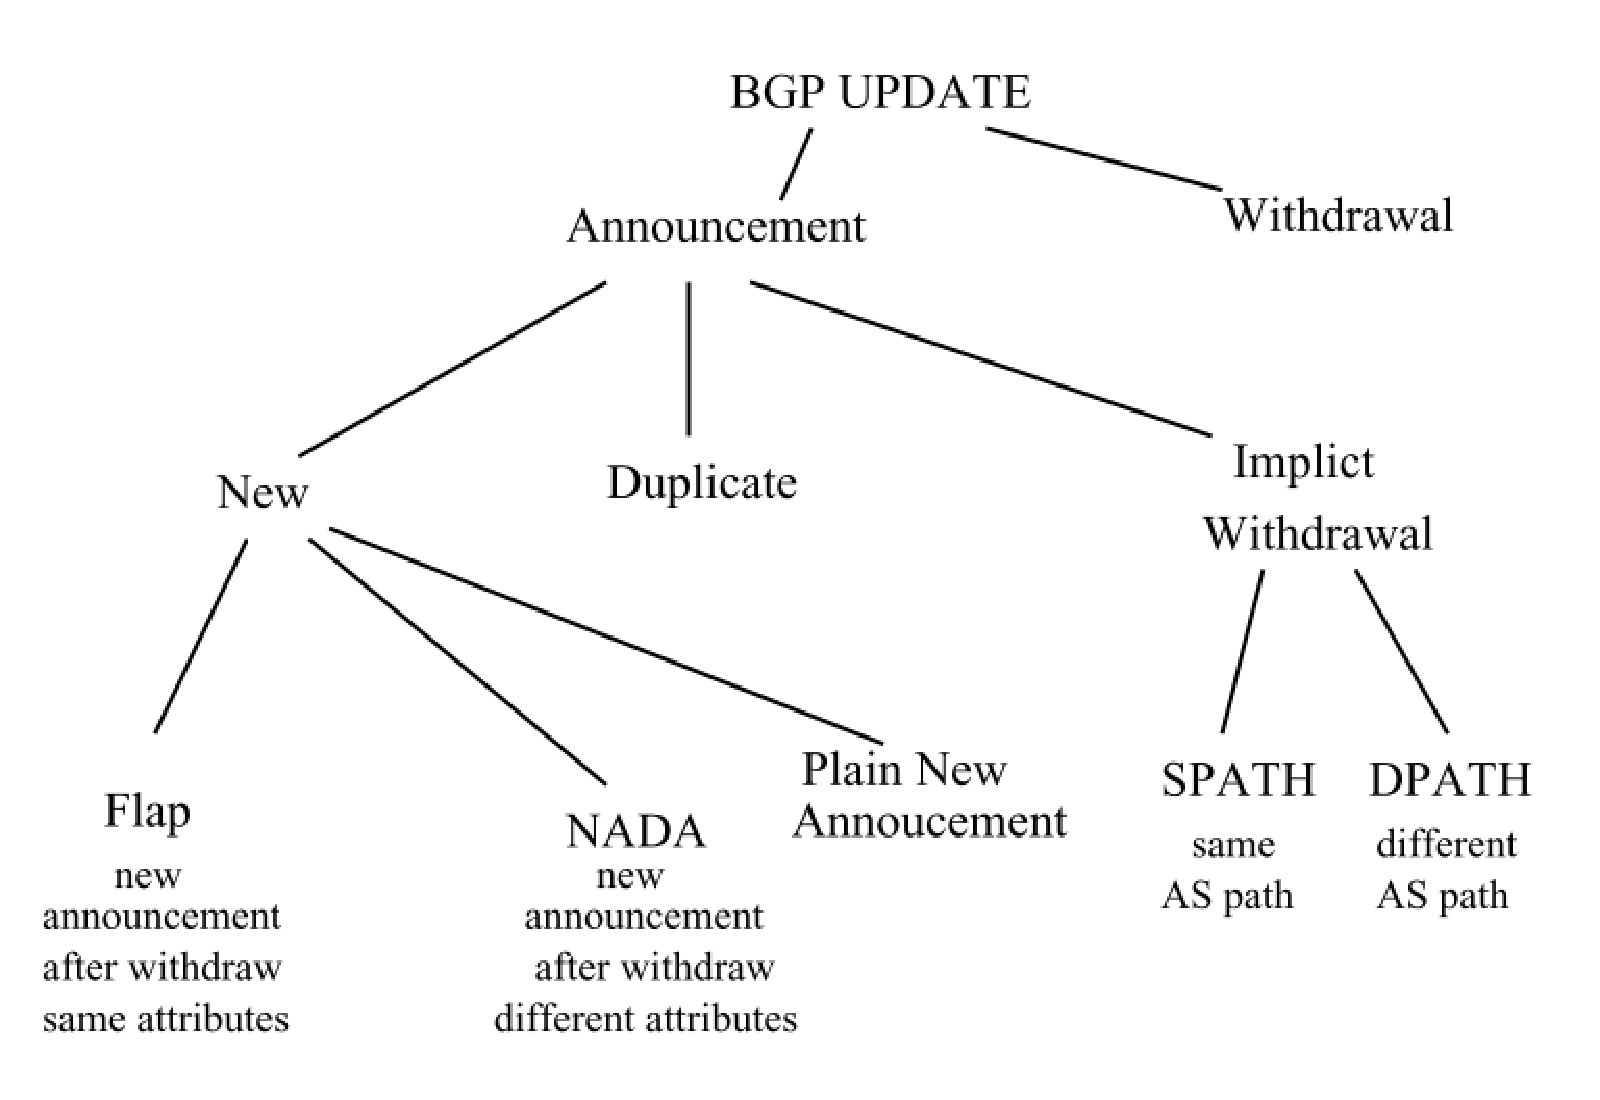 BGP UPDATE
Announcement
Withdrawal
New
Duplicate
Implict
Withdrawal
Flap
new
announcement
after withdraw
same attributes
NADA
new
announcement
after withdraw
different attributes
Plain New
Annoucement
SPATH
same
AS path
DPATH
different
AS path